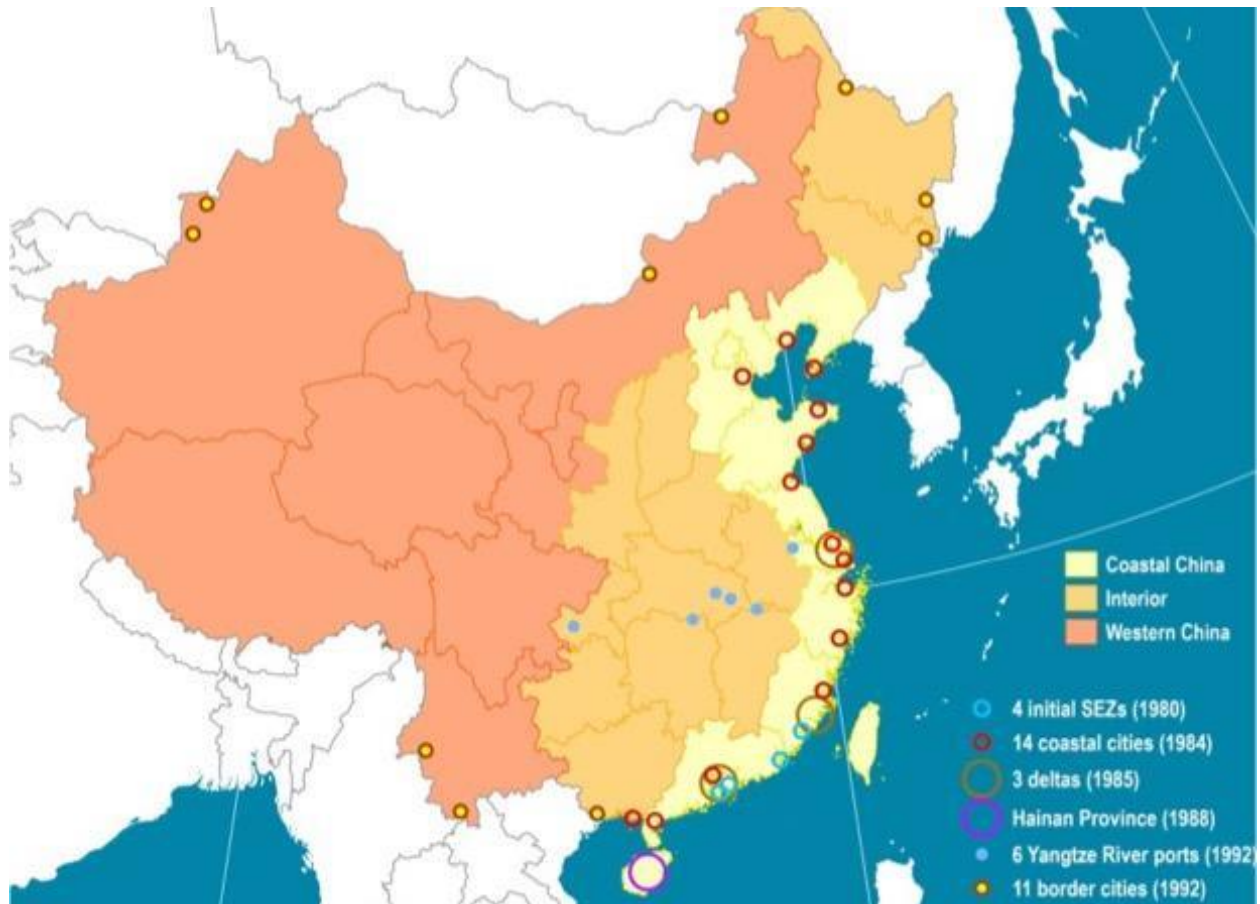 Coastal China
Interior
Western China
4 initial SEZs (1980)
14 coastal cities (1984)
3 deltas (1985)
Hainan Province (1988)
6 Yangtze River ports (1992)
11 border cities (1992)